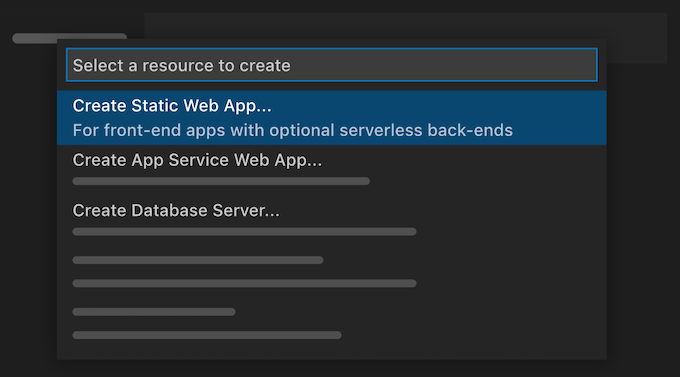 Select a resource to create
Create Static Web App...
For front-end apps with optional serverless back-ends
Create App Service Web App...
Create Database Server...